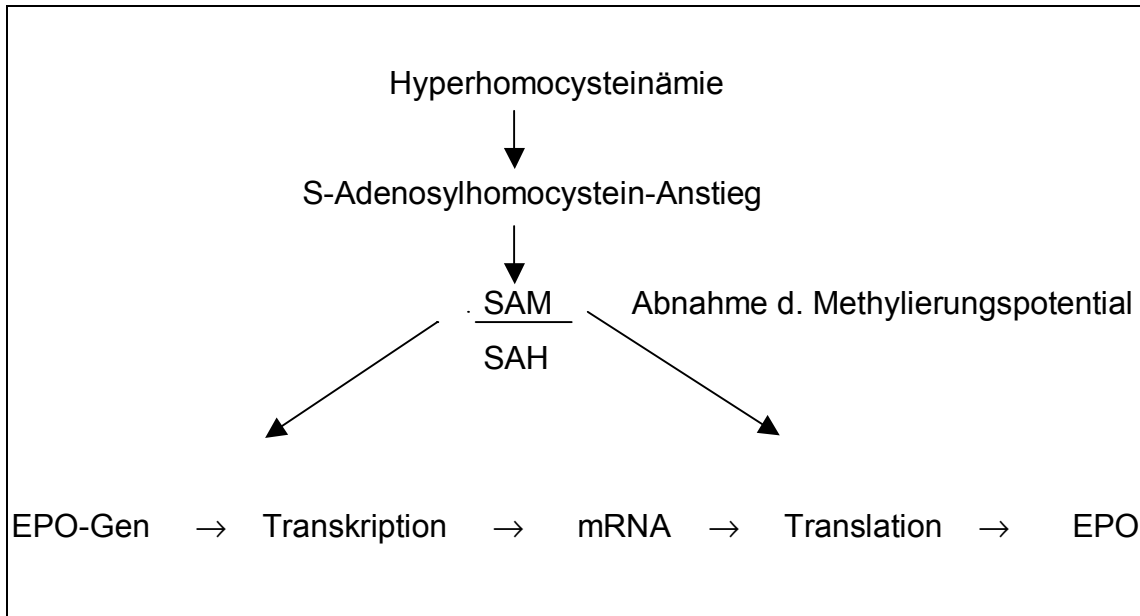 Hyperhomocysteinämie
S-Adenosylhomocystein-Anstieg
SAM Abnahme d. Methylierungspotential
SAH
EPO-Gen → Transkription → mRNA → Translation → EPO